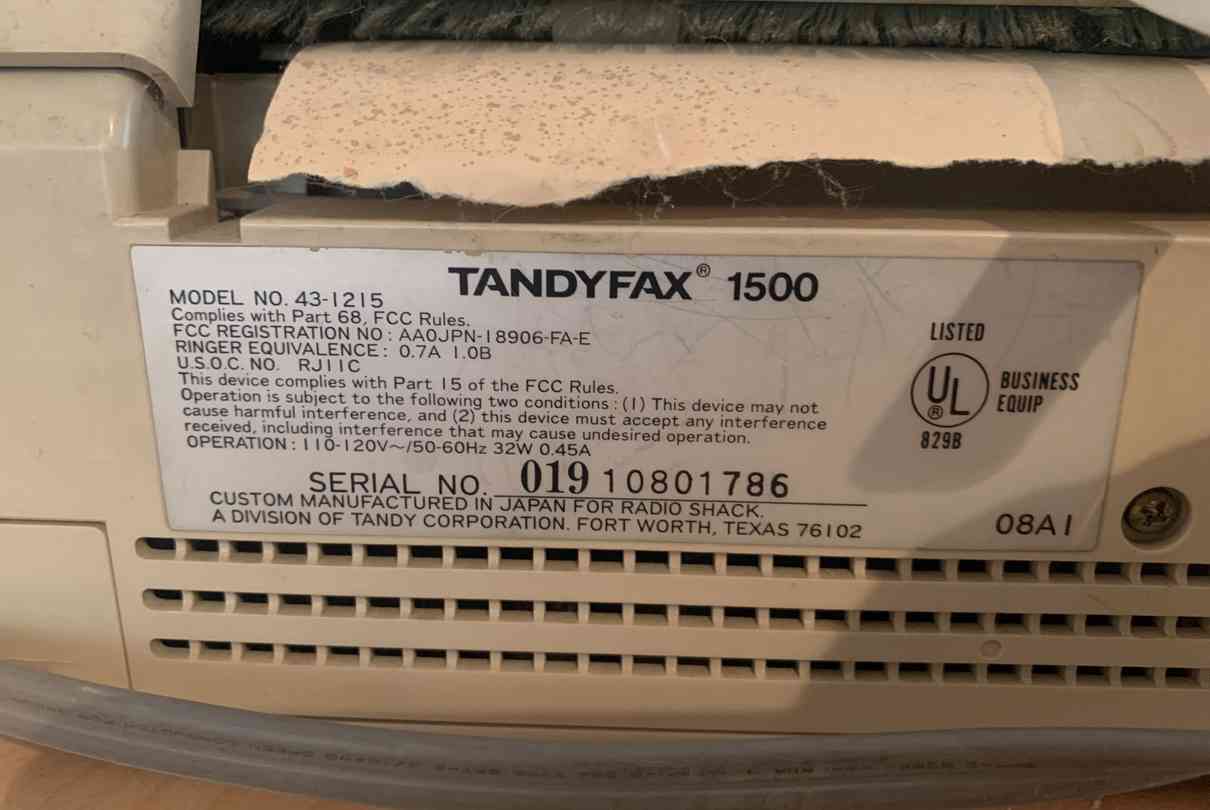 TANDYFAX® 1500
MODEL NO. 43-1215
Complies with Part 68, FCC Rules.
FCC REGISTRATION NO : AA0JPN-18906-FA-E
RINGER EQUIVALENCE : 0.7A 1.0B
U.S.O.C. NO. RJ11C
This device complies with Part 15 of the FCC Rules.
Operation is subject to the following two conditions : (1) This device may not
cause harmful interference, and (2) this device must accept any interference
received, including interference that may cause undesired operation.
OPERATION : 110-120V~/50-60Hz 32W 0.45A
SERIAL NO. 019 10801786
CUSTOM MANUFACTURED IN JAPAN FOR RADIO SHACK.
A DIVISION OF TANDY CORPORATION. FORT WORTH, TEXAS 76102
LISTED
UL®
BUSINESS
EQUIP
829B
08A1